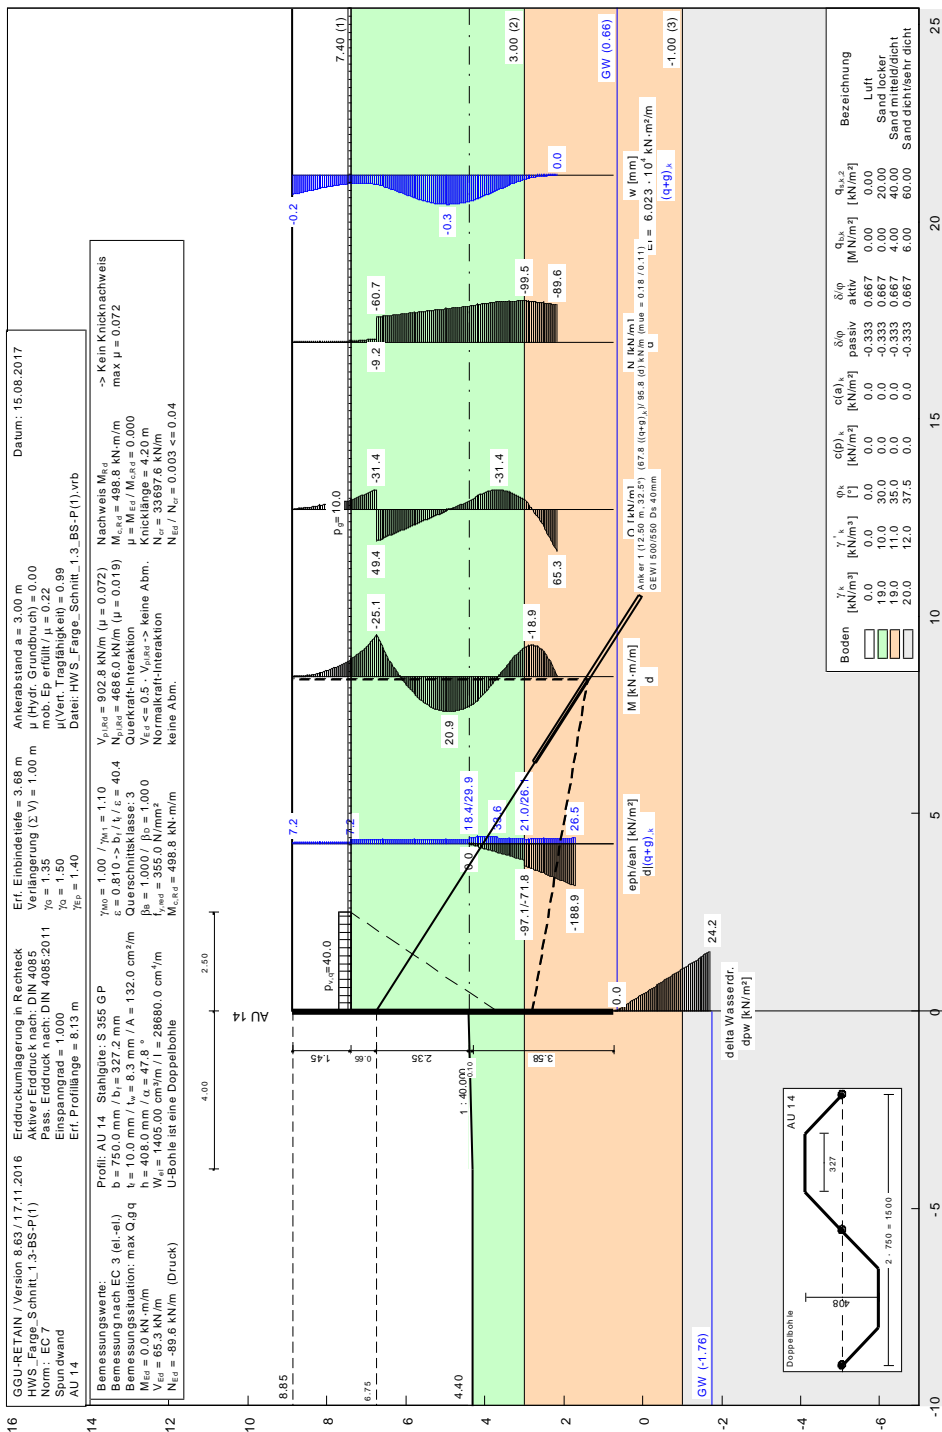 GGU-RETAIN / Version 8.63 / 17.11.2016
HWS_Farge_Schnitt_1.3-BS-P(1)
Norm: EC 7
Spundwand
AU 14
Erddruckumlagerung in Rechteck
Aktiver Erddruck nach: DIN 4085
Pass. Erddruck nach: DIN 4085:2011
Einspanngrad = 1.000
Erf. Profillänge = 8.13 m
Erf. Einbindetiefe = 3.68 m
Verlängerung (Σ V) = 1.00 m
γG = 1.35
γQ = 1.50
γEp = 1.40
Ankerabstand a = 3.00 m
μ (Hydr. Grundbruch) = 0.00
mob. Ep erfüllt / μ = 0.22
μ(Vert. Tragfähigkeit) = 0.99
Datei: HWS_Farge_Schnitt_1.3_BS-P(1).vrb
Datum: 15.08.2017
Bemessungswerte:
Bemessung nach EC 3 (el.-el.)
Bemessungssituation: max Q,g,q
MEd = 0.0 kN·m/m
VEd = 65.3 kN/m
NEd = -89.6 kN/m (Druck)
Profil: AU 14 Stahlgüte: S 355 GP
b = 750.0 mm / bf = 327.2 mm
tf = 10.0 mm / tw = 8.3 mm / A = 132.0 cm²/m
h = 408.0 mm / α = 47.8 °
Wel = 1405.00 cm³/m / I = 28680.0 cm⁴/m
U-Bohle ist eine Doppelbohle
γM0 = 1.00 / γM1 = 1.10
ε = 0.810 -> bf / tf / ε = 40.4
Querschnittsklasse: 3
βB = 1.000 / βD = 1.000
fy,red = 355.0 N/mm²
Mc,Rd = 498.8 kN·m/m
Vpl,Rd = 902.8 kN/m (μ = 0.072)
Npl,Rd = 4686.0 kN/m (μ = 0.019)
Querkraft-Interaktion
VEd <= 0.5 · Vpl,Rd -> keine Abm.
Normalkraft-Interaktion
keine Abm.
Nachweis MRd
Mc,Rd = 498.8 kN·m/m
μ = MEd / Mc,Rd = 0.000
Knicklänge = 4.20 m
Ncr = 33697.6 kN/m
NEd / Ncr = 0.003 <= 0.04
-> Kein Knicknachweis
max μ = 0.072
8.85
6.75
4.40
4.00
2.50
AU 14
1.45
0.65
2.35
3.58
1 : 40.000
0.10
pv,q=40.0
pg=10.0
7.40 (1)
3.00 (2)
GW (0.66)
-1.00 (3)
GW (-1.76)
7.2
7.2
18.4/29.9
21.0/26.1
26.5
0.0
-97.1/-71.8
-188.9
eph/eah [kN/m²]
d|(q+g),k
0.0
24.2
delta Wasserdr.
dpw [kN/m²]
-25.1
20.9
-18.9
M [kN·m/m]
d
-31.4
49.4
-31.4
65.3
Q [kN/m]
-9.2
-60.7
-99.5
-89.6
N [kN/m]
d
-0.2
-0.3
0.0
w [mm]
EI = 6.023 · 10⁴ kN·m²/m
(q+g),k
Anker 1 (12.50 m, 32.5°) (67.8 ((q+g),k)/ 95.8 (d) kN/m (mue = 0.18 / 0.11)
GEWI 500/550 Ds 40mm
Boden γk [kN/m³] γ'k [kN/m³] φk [°] c(p),k [kN/m²] c(a),k [kN/m²] δ/φ passiv δ/φ aktiv qb,k [MN/m²] qs,k,2 [kN/m²] Bezeichnung
0.0 0.0 0.0 0.0 0.0 -0.333 0.667 0.00 0.00 Luft
19.0 10.0 30.0 0.0 0.0 -0.333 0.667 0.00 20.00 Sand locker
19.0 11.0 35.0 0.0 0.0 -0.333 0.667 4.00 40.00 Sand mitteld/dicht
20.0 12.0 37.5 0.0 0.0 -0.333 0.667 6.00 60.00 Sand dicht/sehr dicht
Doppelbohle
AU 14
327
408
2 · 750 = 1500
16
14
12
10
8
6
4
2
0
-2
-4
-6
-10
-5
0
5
10
15
20
25